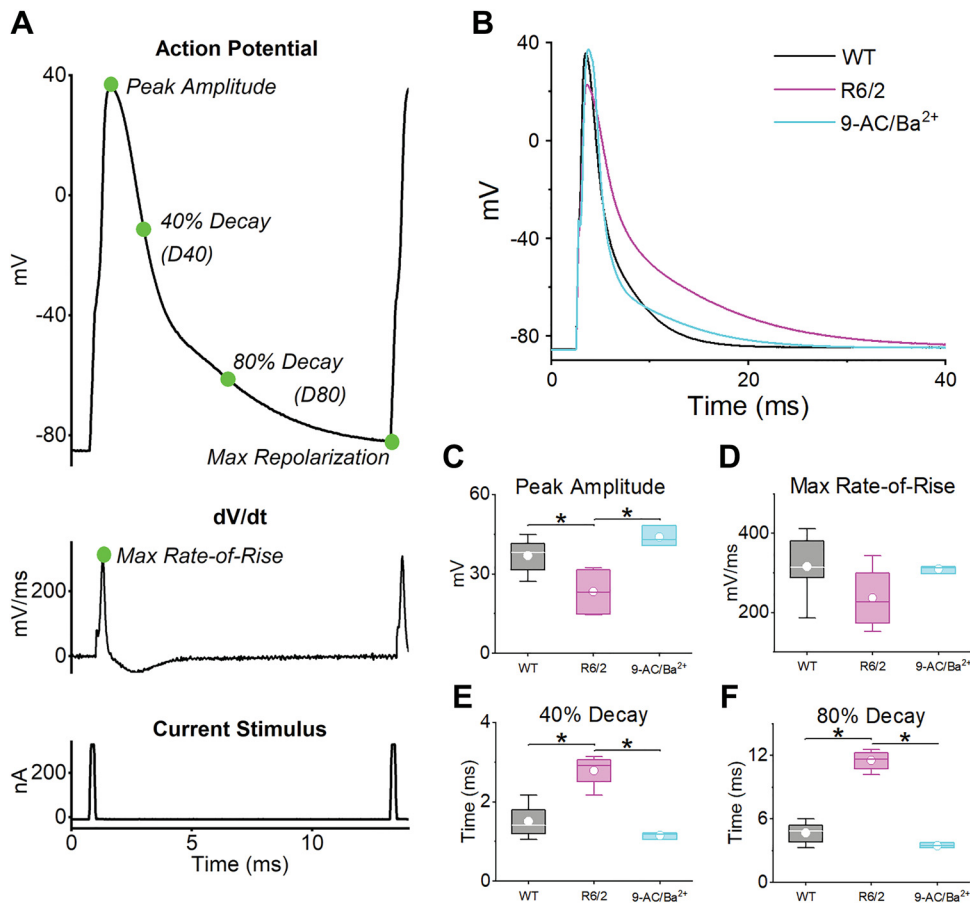 A
Action Potential
40
0
-40
-80
mV
Peak Amplitude
40% Decay
(D40)
80% Decay
(D80)
Max Repolarization
dV/dt
200
0
mV/ms
Max Rate-of-Rise
Current Stimulus
200
0
nA
0
5
10
Time (ms)
B
40
0
-40
-80
mV
WT
R6/2
9-AC/Ba²⁺
0
20
40
Time (ms)
C
Peak Amplitude
60
30
0
mV
*
*
WT
R6/2
9-AC/Ba²⁺
D
Max Rate-of-Rise
400
200
mV/ms
WT
R6/2
9-AC/Ba²⁺
E
40% Decay
4
2
0
Time (ms)
*
*
WT
R6/2
9-AC/Ba²⁺
F
80% Decay
12
6
0
Time (ms)
*
*
WT
R6/2
9-AC/Ba²⁺